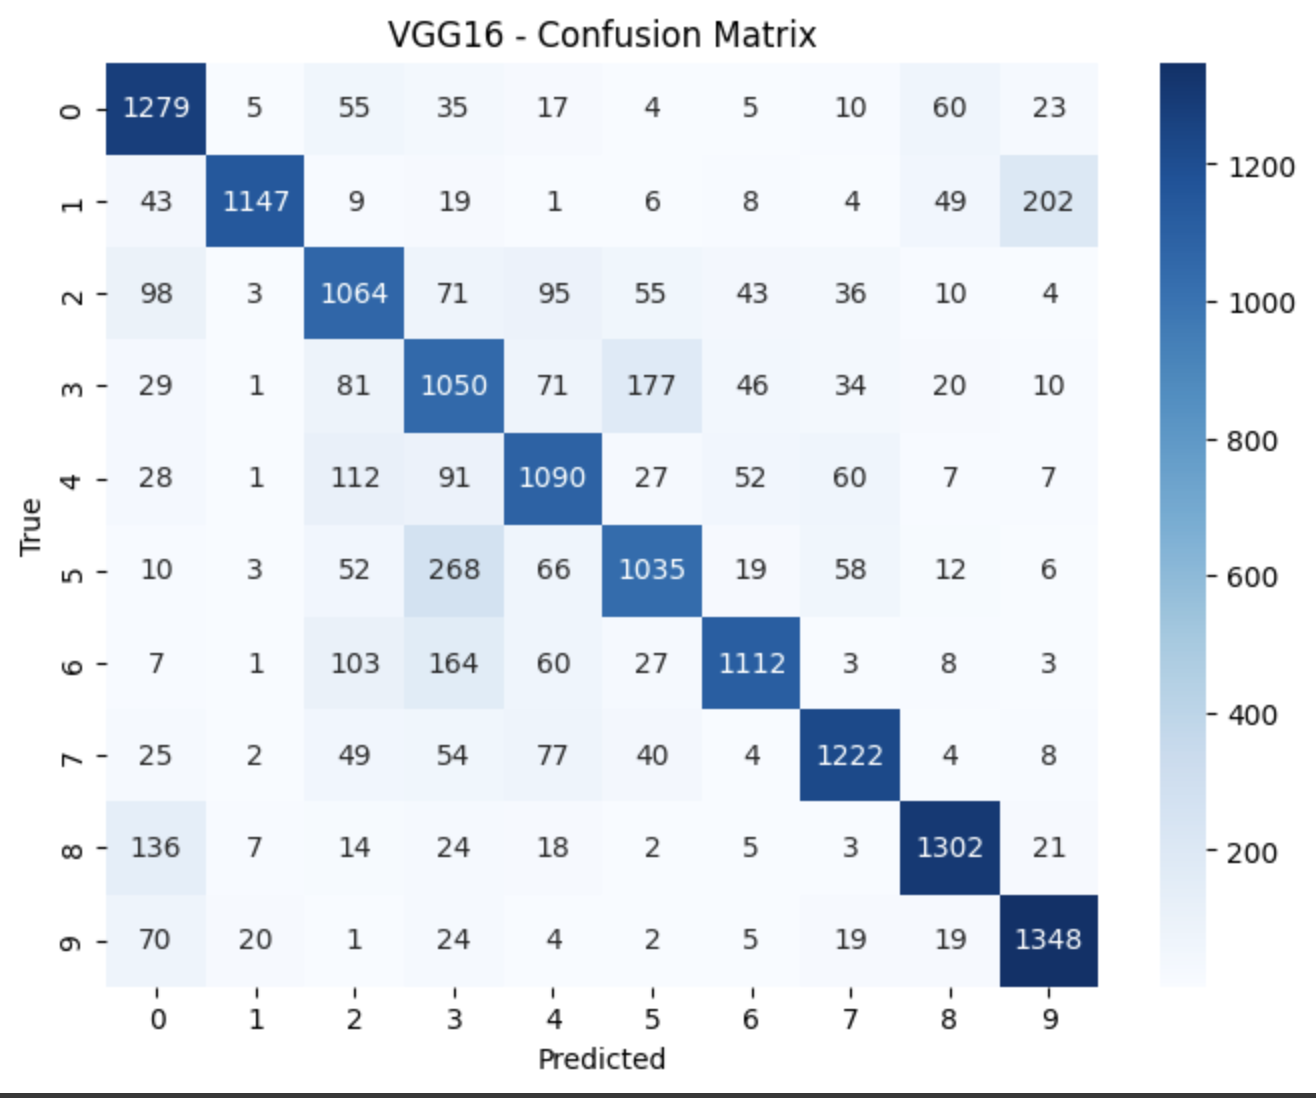 VGG16 - Confusion Matrix
0 1279 5 55 35 17 4 5 10 60 23
1 43 1147 9 19 1 6 8 4 49 202
1200
2 98 3 1064 71 95 55 43 36 10 4
1000
3 29 1 81 1050 71 177 46 34 20 10
800
4 28 1 112 91 1090 27 52 60 7 7
True
5 10 3 52 268 66 1035 19 58 12 6
600
6 7 1 103 164 60 27 1112 3 8 3
400
7 25 2 49 54 77 40 4 1222 4 8
8 136 7 14 24 18 2 5 3 1302 21
200
9 70 20 1 24 4 2 5 19 19 1348
0 1 2 3 4 5 6 7 8 9
Predicted